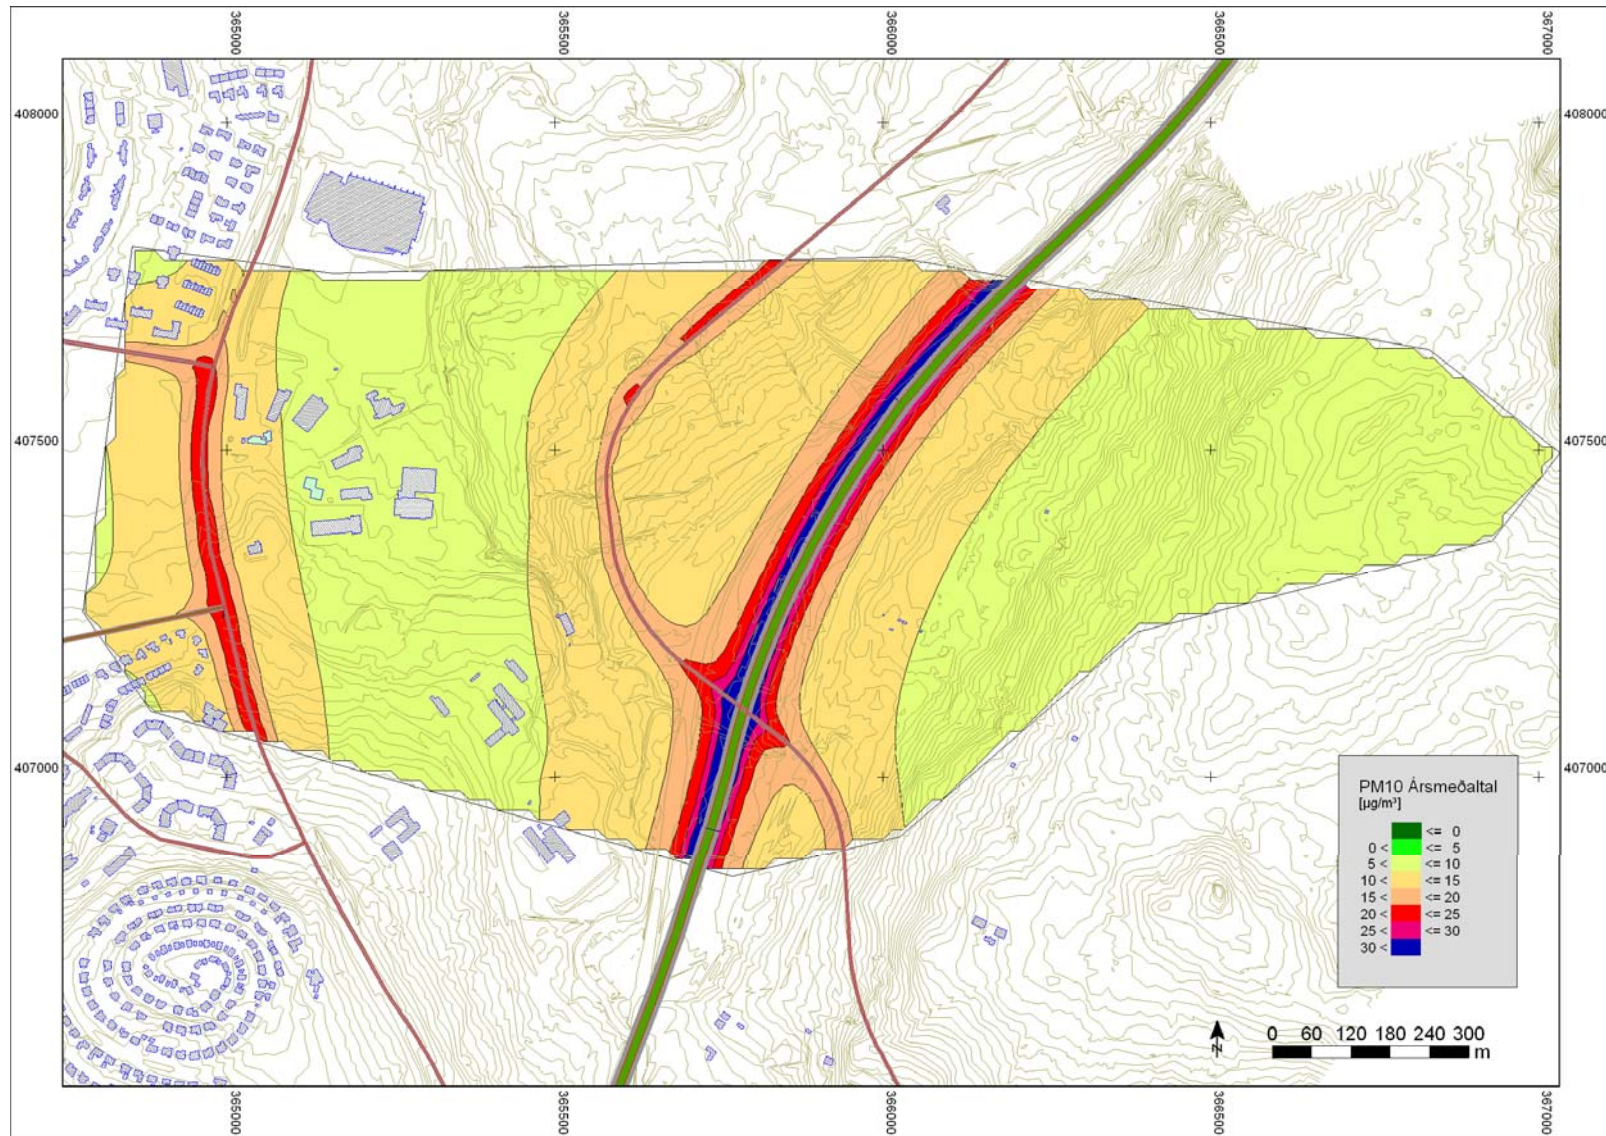 365000 365500 366000 366500 367000
408000 408000
407500 407500
407000 407000
PM10 Ársmeðaltal
[µg/m³]
<= 0
0 < <= 5
5 < <= 10
10 < <= 15
15 < <= 20
20 < <= 25
25 < <= 30
30 <
N
0 60 120 180 240 300
m
365000 365500 366000 366500 367000